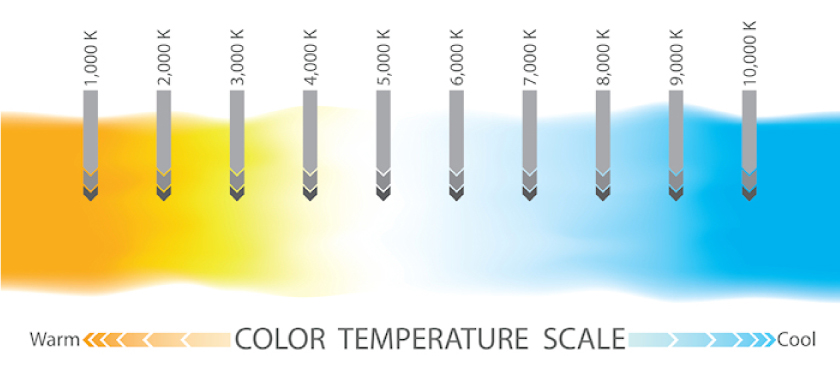 1,000 K
2,000 K
3,000 K
4,000 K
5,000 K
6,000 K
7,000 K
8,000 K
9,000 K
10,000 K
Warm COLOR TEMPERATURE SCALE Cool